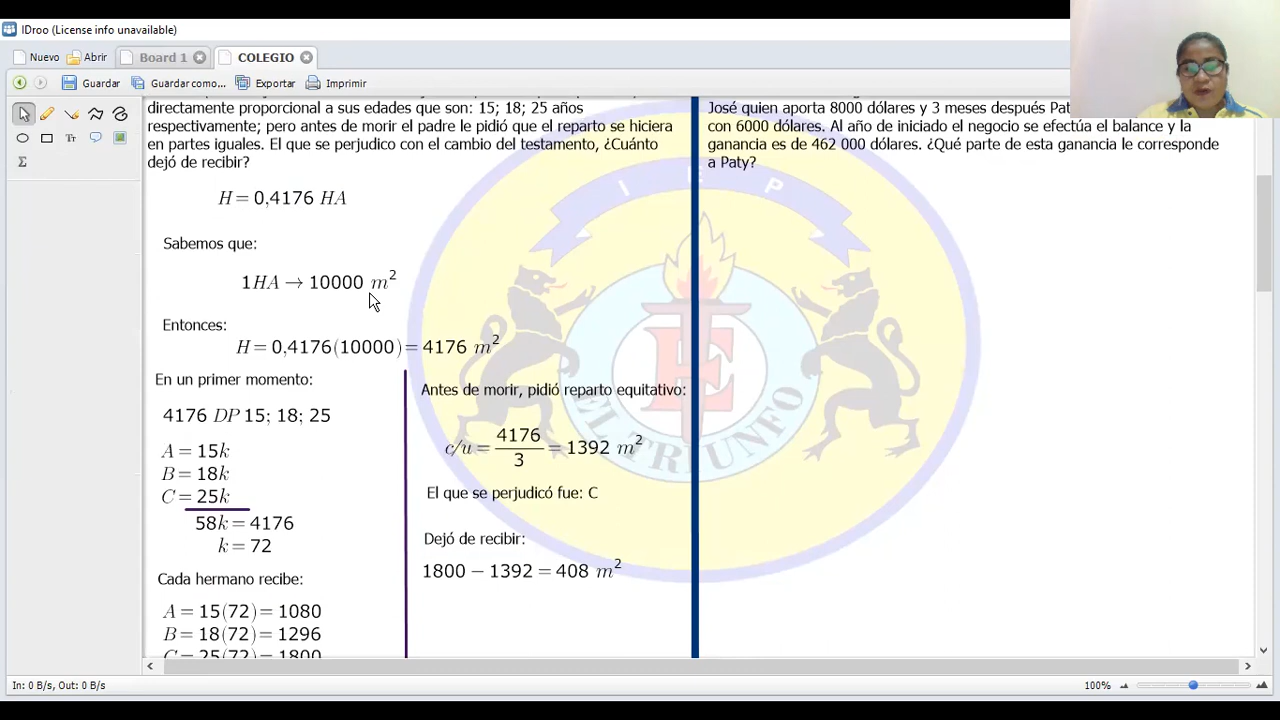 IDroo (License info unavailable)
Nuevo Abrir Board 1 COLEGIO
Guardar Guardar como... Exportar Imprimir
directamente proporcional a sus edades que son: 15; 18; 25 años
respectivamente; pero antes de morir el padre le pidió que el reparto se hiciera
en partes iguales. El que se perjudico con el cambio del testamento, ¿Cuánto
dejó de recibir?
H = 0,4176 HA
Sabemos que:
1HA → 10000 m²
Entonces:
H = 0,4176(10000) = 4176 m²
En un primer momento:
4176 DP 15; 18; 25
A = 15k
B = 18k
C = 25k
58k = 4176
k = 72
Cada hermano recibe:
A = 15(72) = 1080
B = 18(72) = 1296
C = 25(72) = 1800
Antes de morir, pidió reparto equitativo:
c/u = 4176/3 = 1392 m²
El que se perjudicó fue: C
Dejó de recibir:
1800 − 1392 = 408 m²
José quien aporta 8000 dólares y 3 meses después
con 6000 dólares. Al año de iniciado el negocio se efectúa el balance y la
ganancia es de 462 000 dólares. ¿Qué parte de esta ganancia le corresponde
a Paty?
I E P
EL TRIUNFO
In: 0 B/s, Out: 0 B/s
100%